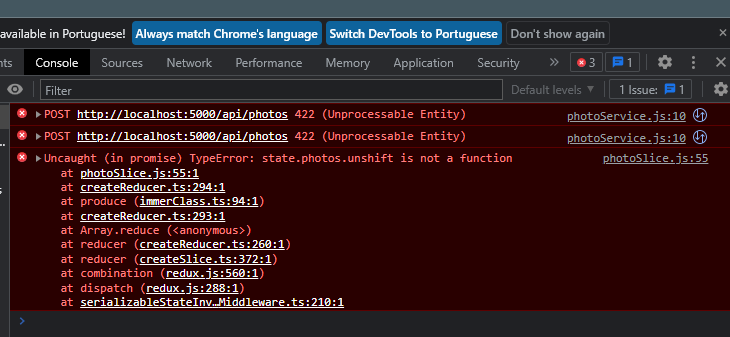 available in Portuguese! Always match Chrome's language Switch DevTools to Portuguese Don't show again
nts Console Sources Network Performance Memory Application Security » 3 1
Filter Default levels ▼ 1 Issue: 1
POST http://localhost:5000/api/photos 422 (Unprocessable Entity) photoService.js:10
POST http://localhost:5000/api/photos 422 (Unprocessable Entity) photoService.js:10
Uncaught (in promise) TypeError: state.photos.unshift is not a function photoSlice.js:55
at photoSlice.js:55:1
at createReducer.ts:294:1
at produce (immerClass.ts:94:1)
at createReducer.ts:293:1
at Array.reduce (<anonymous>)
at reducer (createReducer.ts:260:1)
at reducer (createSlice.ts:372:1)
at combination (redux.js:560:1)
at dispatch (redux.js:288:1)
at serializableStateInv…Middleware.ts:210:1